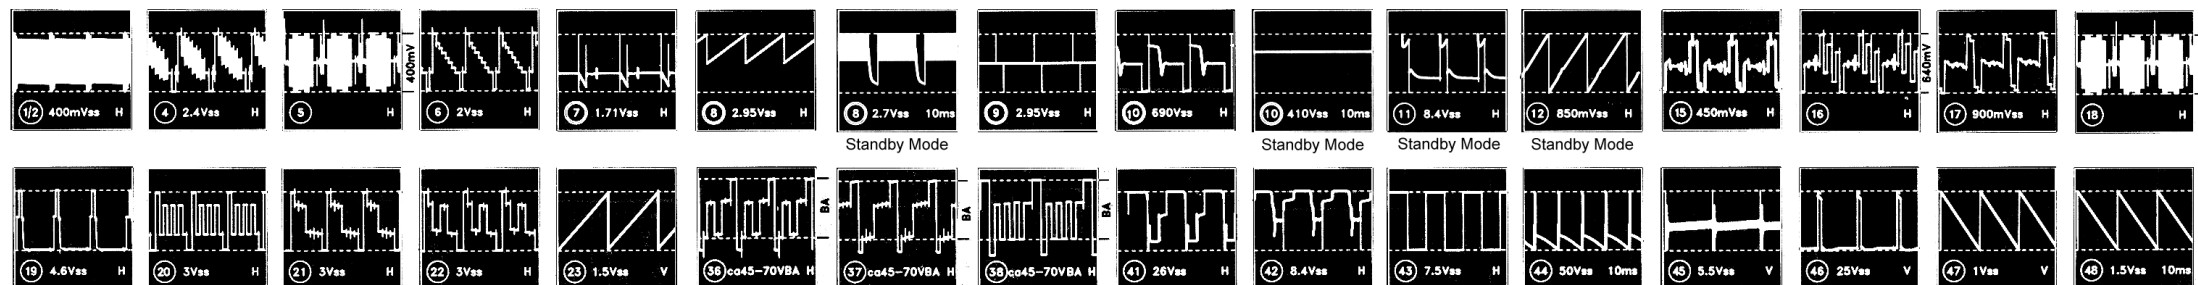 1/2 400mVss H
4 2.4Vss H
400mV
5 H
6 2Vss H
7 1.71Vss H
8 2.95Vss H
8 2.7Vss 10ms
Standby Mode
9 2.95Vss H
10 690Vss H
10 410Vss 10ms
Standby Mode
11 8.4Vss H
Standby Mode
12 850mVss H
Standby Mode
15 450mVss H
640mV
16 H
17 900mVss H
18 H
19 4.6Vss H
20 3Vss H
21 3Vss H
22 3Vss H
23 1.5Vss V
BA
36 ca45-70VBA H
BA
37 ca45-70VBA H
BA
38 ca45-70VBA H
41 26Vss H
42 8.4Vss H
43 7.5Vss H
44 50Vss 10ms
45 5.5Vss V
46 25Vss V
47 1Vss V
48 1.5Vss 10ms